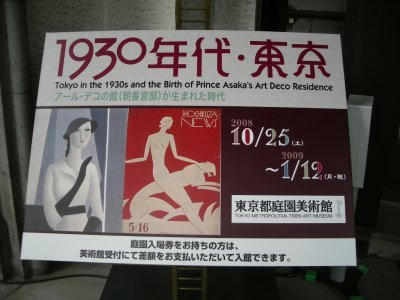 1930年代・東京
Tokyo in the 1930s and the Birth of Prince Asaka's Art Deco Residence
アール・デコの館(朝香宮邸)が生まれた時代
SHOCHIKUZA
NEWS
5-16
2008
10/25(土)
2009
～1/12(月・祝)
東京都庭園美術館
TOKYO METROPOLITAN TEIEN ART MUSEUM
庭園入場券をお持ちの方は、
美術館受付にて差額をお支払いただいて入館できます。